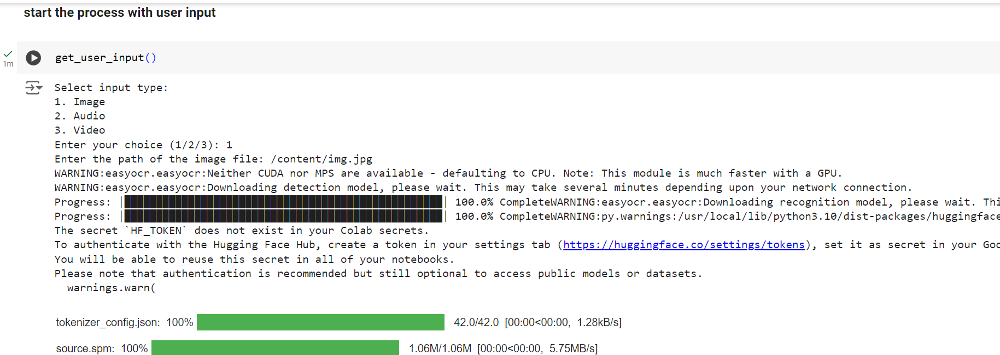 start the process with user input
1m
get_user_input()
Select input type:
1. Image
2. Audio
3. Video
Enter your choice (1/2/3): 1
Enter the path of the image file: /content/img.jpg
WARNING:easyocr.easyocr:Neither CUDA nor MPS are available - defaulting to CPU. Note: This module is much faster with a GPU.
WARNING:easyocr.easyocr:Downloading detection model, please wait. This may take several minutes depending upon your network connection.
Progress: || 100.0% CompleteWARNING:easyocr.easyocr:Downloading recognition model, please wait. Thi
Progress: || 100.0% CompleteWARNING:py.warnings:/usr/local/lib/python3.10/dist-packages/huggingface
The secret `HF_TOKEN` does not exist in your Colab secrets.
To authenticate with the Hugging Face Hub, create a token in your settings tab (https://huggingface.co/settings/tokens), set it as secret in your Goo
You will be able to reuse this secret in all of your notebooks.
Please note that authentication is recommended but still optional to access public models or datasets.
warnings.warn(
tokenizer_config.json: 100% 42.0/42.0 [00:00<00:00, 1.28kB/s]
source.spm: 100% 1.06M/1.06M [00:00<00:00, 5.75MB/s]